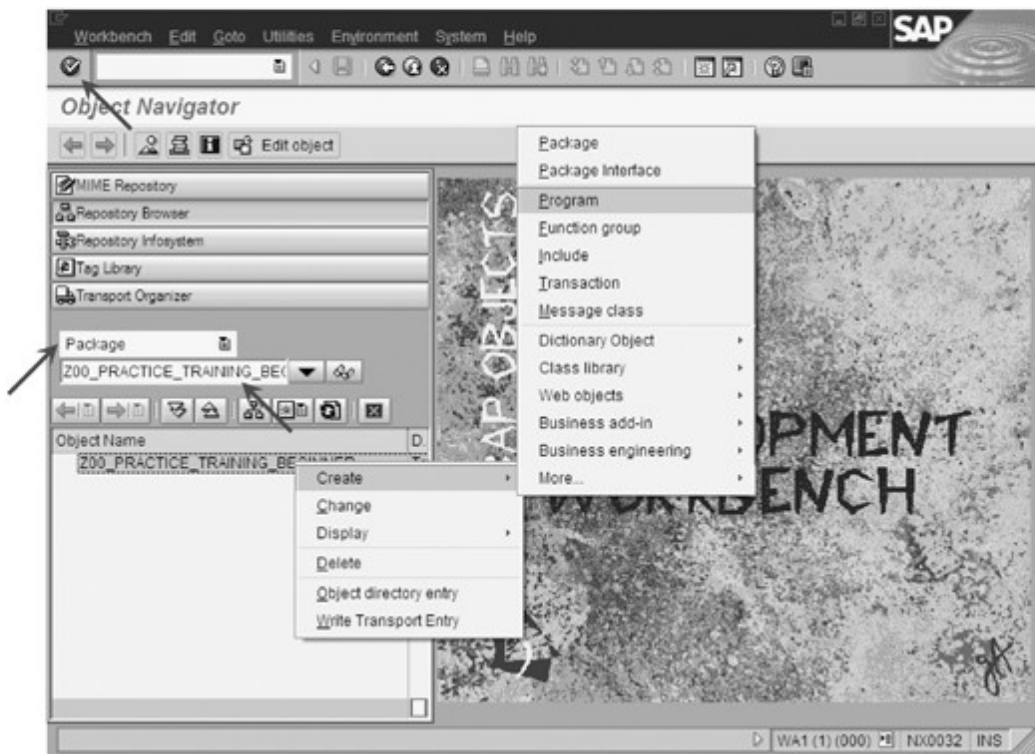 Workbench Edit Goto Utilities Environment System Help
SAP
Object Navigator
Edit object
MIME Repository
Repository Browser
Repository Infosystem
Tag Library
Transport Organizer
Package
Z00_PRACTICE_TRAINING_BE
Object Name D.
Z00_PRACTICE_TRAINING_BEGINNER
Create
Change
Display
Delete
Object directory entry
Write Transport Entry
Package
Package Interface
Program
Function group
Include
Transaction
Message class
Dictionary Object
Class library
Web objects
Business add-in
Business engineering
More...
AP OBJECTS
OPMENT
WORKBENCH
WA1 (1) (000) NX0032 INS